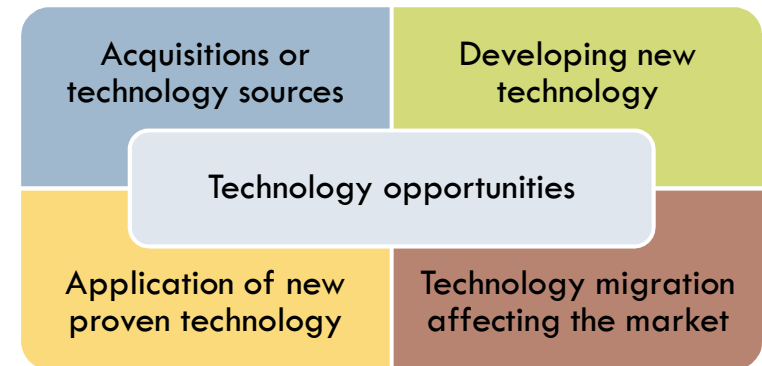 Acquisitions or
technology sources
Developing new
technology
Technology opportunities
Application of new
proven technology
Technology migration
affecting the market